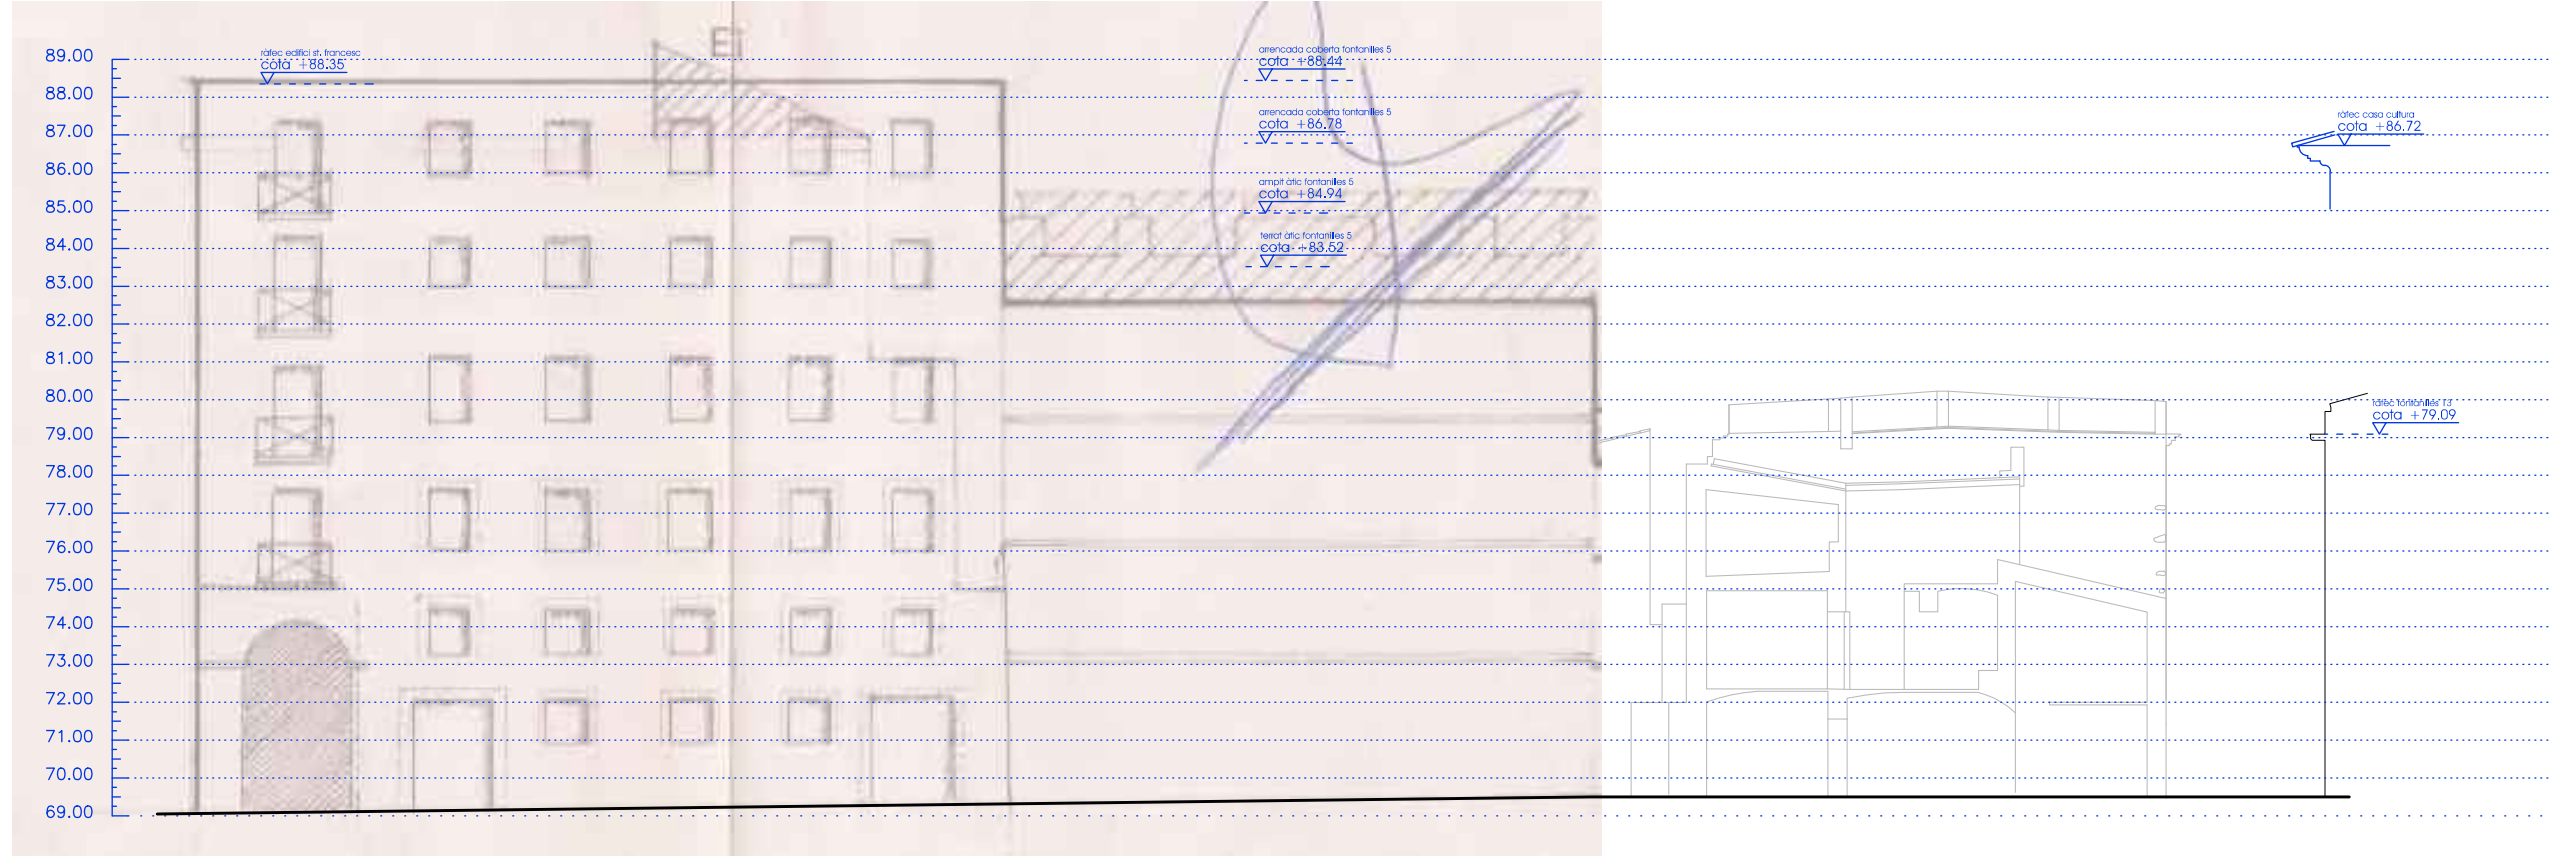 89.00
88.00
87.00
86.00
85.00
84.00
83.00
82.00
81.00
80.00
79.00
78.00
77.00
76.00
75.00
74.00
73.00
72.00
71.00
70.00
69.00
ràfec edifici st. francesc
cota +88.35
Ei
arrencada coberta fontanilles 5
cota +88.44
arrencada coberta fontanilles 5
cota +86.78
ampit àtic fontanilles 5
cota +84.94
terrat àtic fontanilles 5
cota +83.52
ràfec casa cultura
cota +86.72
ràfec fontanilles 13
cota +79.09